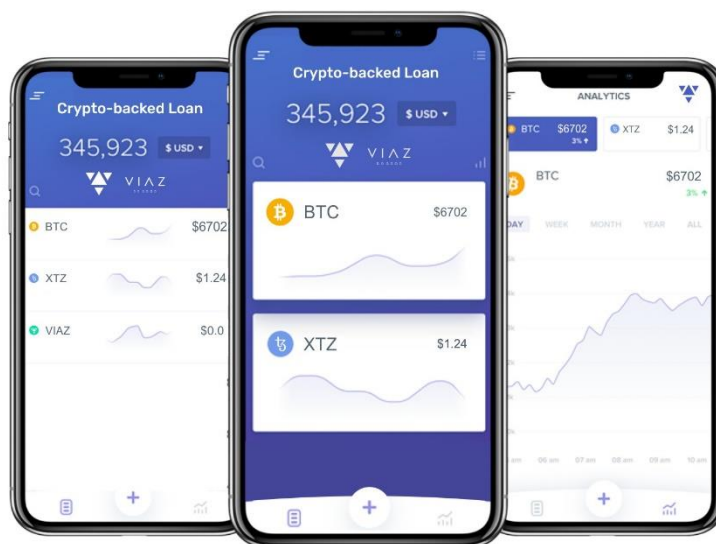 Crypto-backed Loan
345,923 $ USD
VIAZ
BTC $6702
XTZ $1.24
VIAZ $0.0
Crypto-backed Loan
345,923 $ USD
VIAZ
BTC $6702
XTZ $1.24
ANALYTICS
BTC $6702
3%
XTZ $1.24
BTC $6702
3%
DAY WEEK MONTH YEAR ALL
06 am 07 am 08 am 09 am 10 am